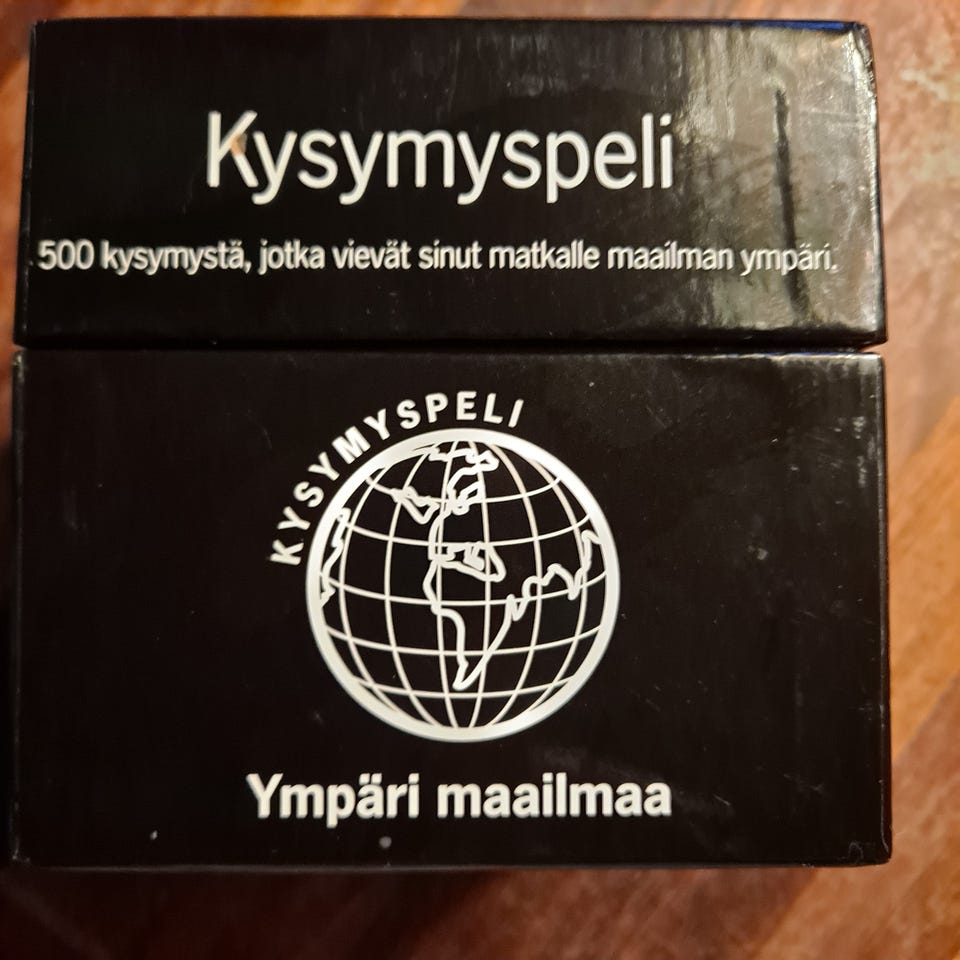 Kysymyspeli
500 kysymystä, jotka vievät sinut matkalle maailman ympäri.
KYSYMYSPELI
Ympäri maailmaa